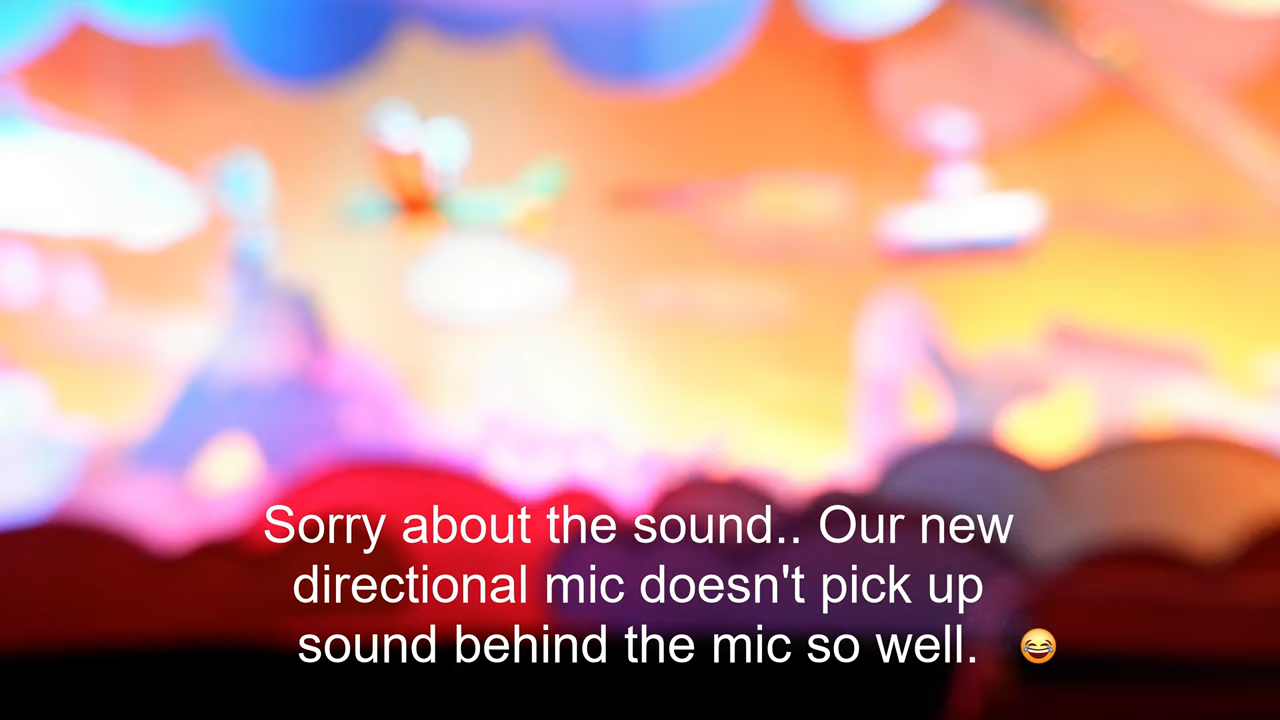 Sorry about the sound.. Our new
directional mic doesn't pick up
sound behind the mic so well. 😂